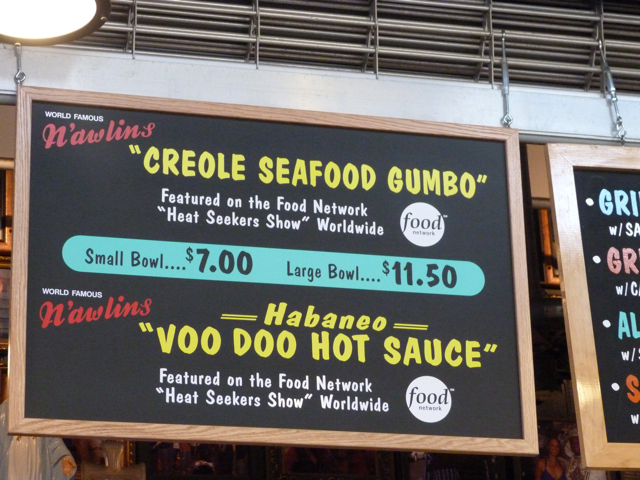 WORLD FAMOUS
N'awlins
"CREOLE SEAFOOD GUMBO"
Featured on the Food Network
"Heat Seekers Show" Worldwide
food
network
Small Bowl....$7.00 Large Bowl....$11.50
WORLD FAMOUS
N'awlins
Habaneo
"VOO DOO HOT SAUCE"
Featured on the Food Network
"Heat Seekers Show" Worldwide
food
network